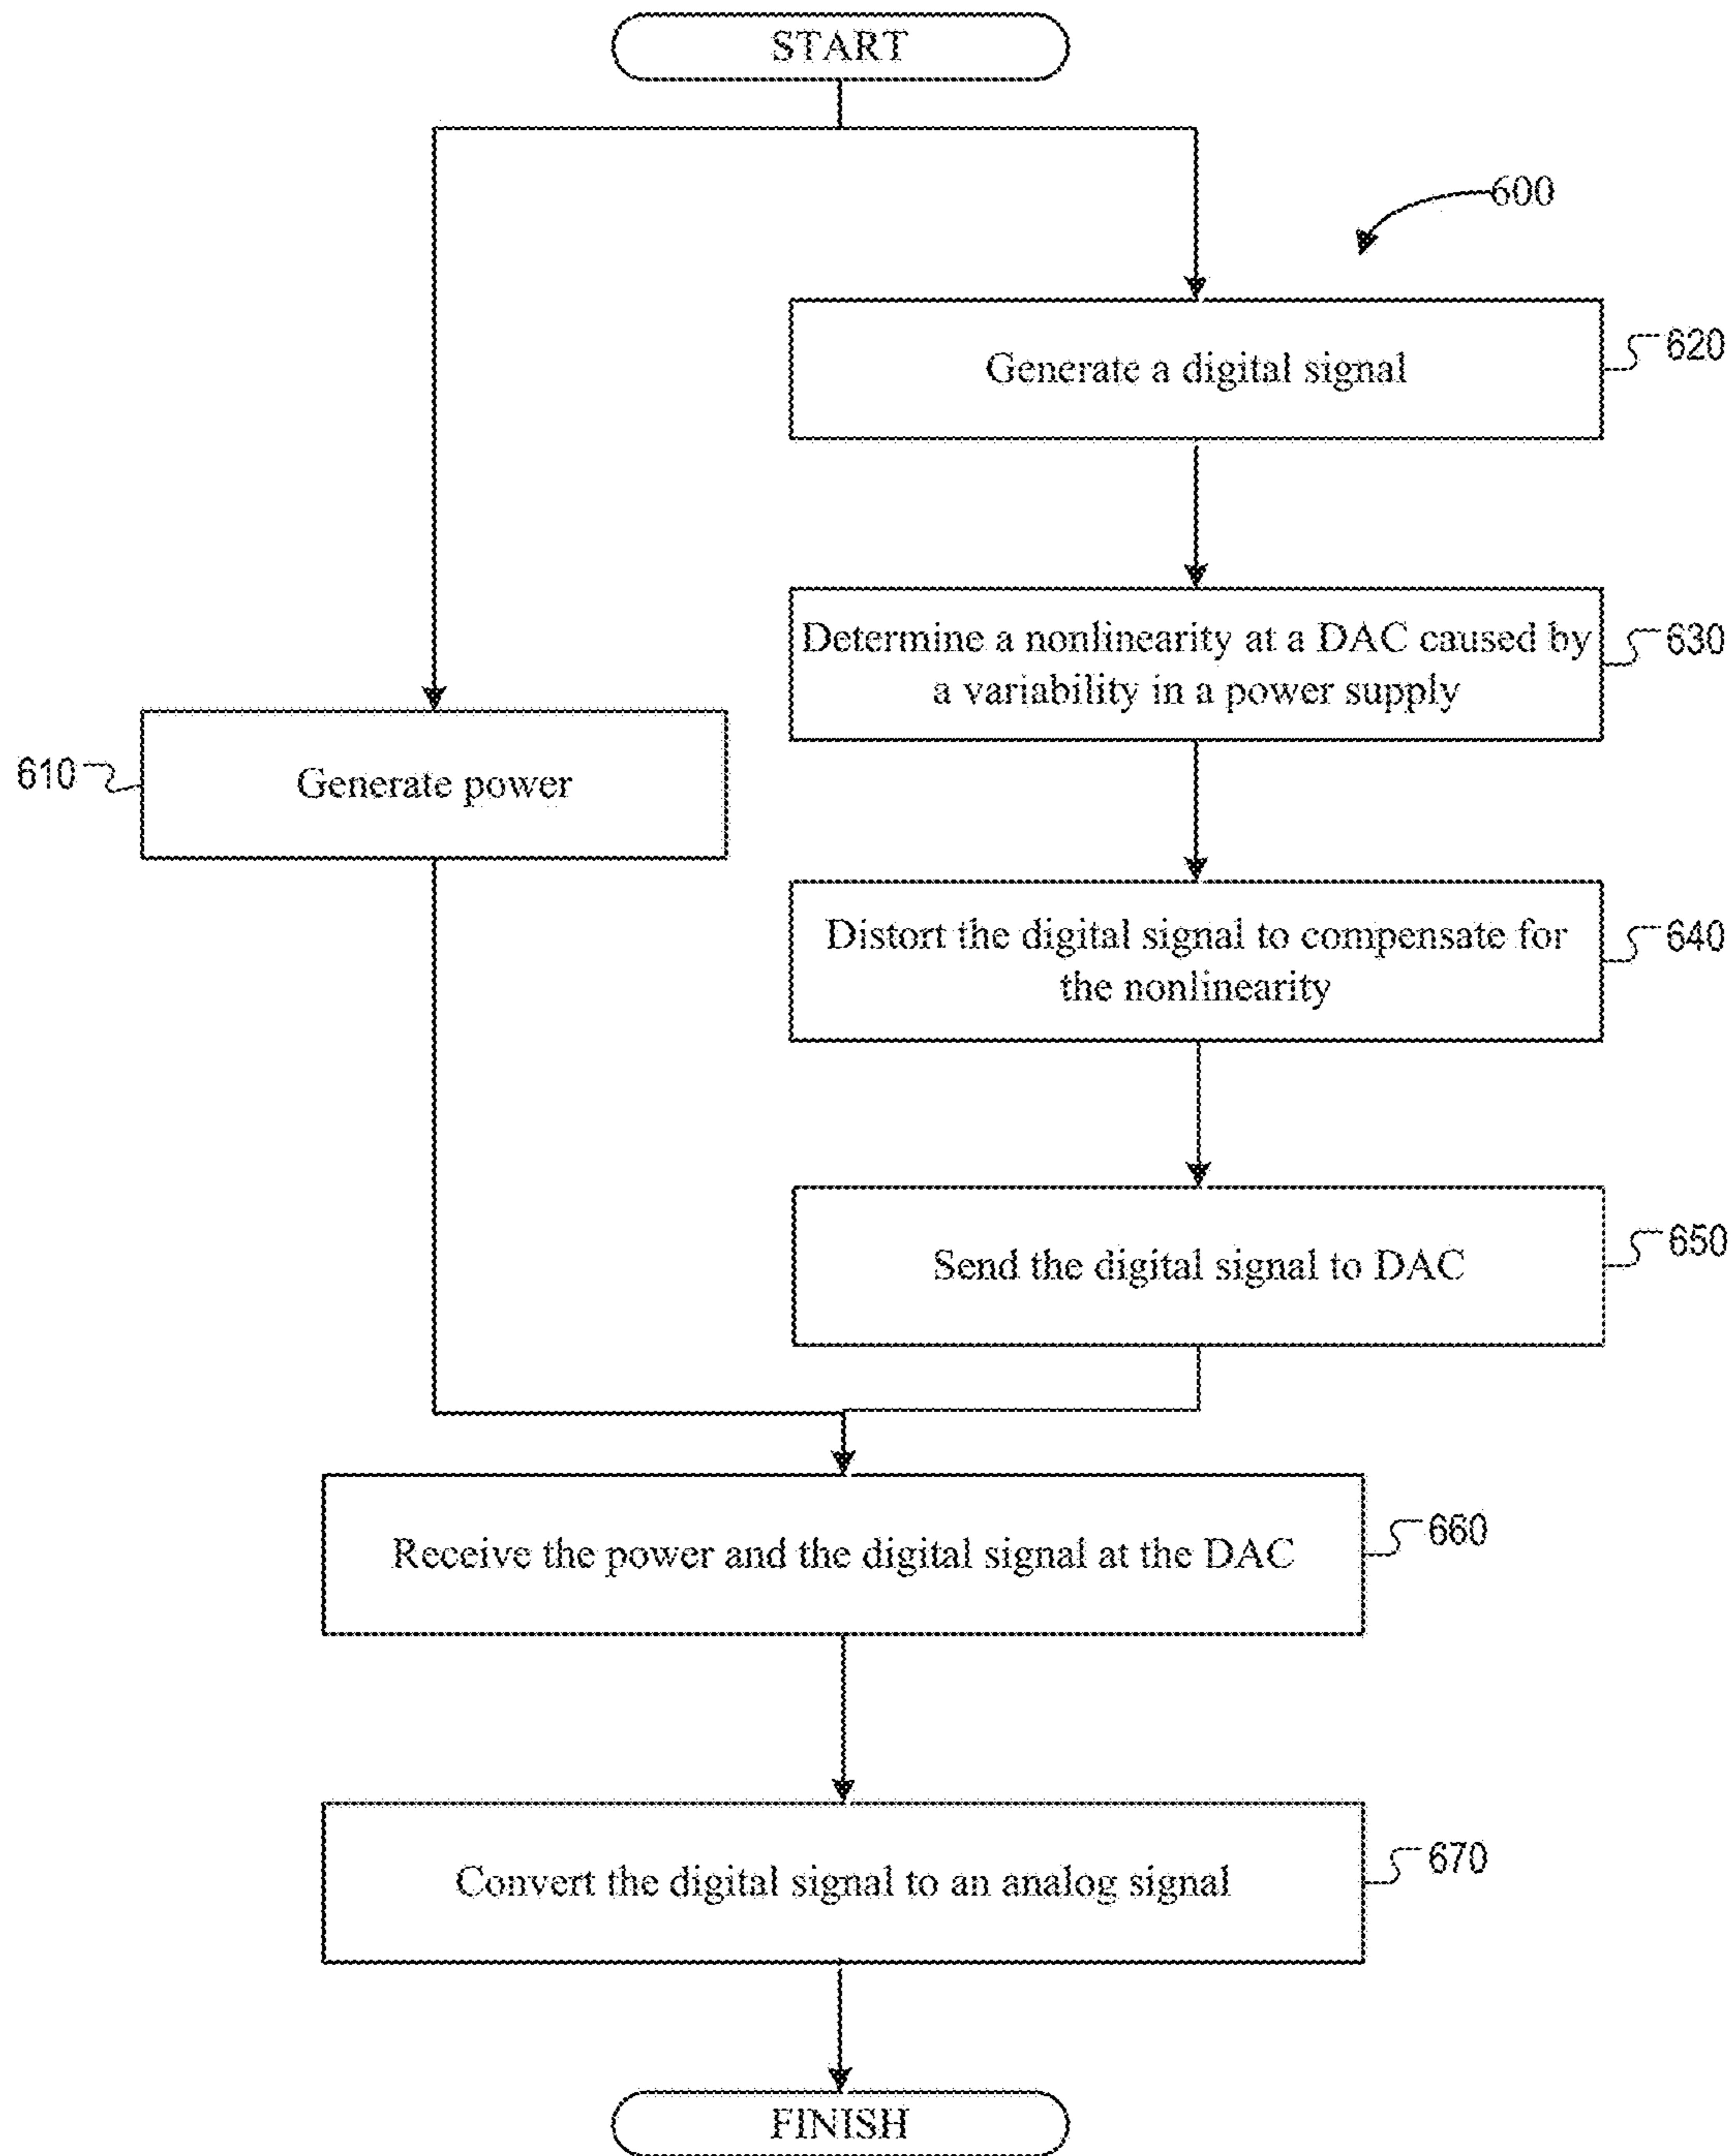 START
600
Generate a digital signal
620
Determine a nonlinearity at a DAC caused by
a variability in a power supply
630
610
Generate power
Distort the digital signal to compensate for
the nonlinearity
640
Send the digital signal to DAC
650
Receive the power and the digital signal at the DAC
660
Convert the digital signal to an analog signal
670
FINISH